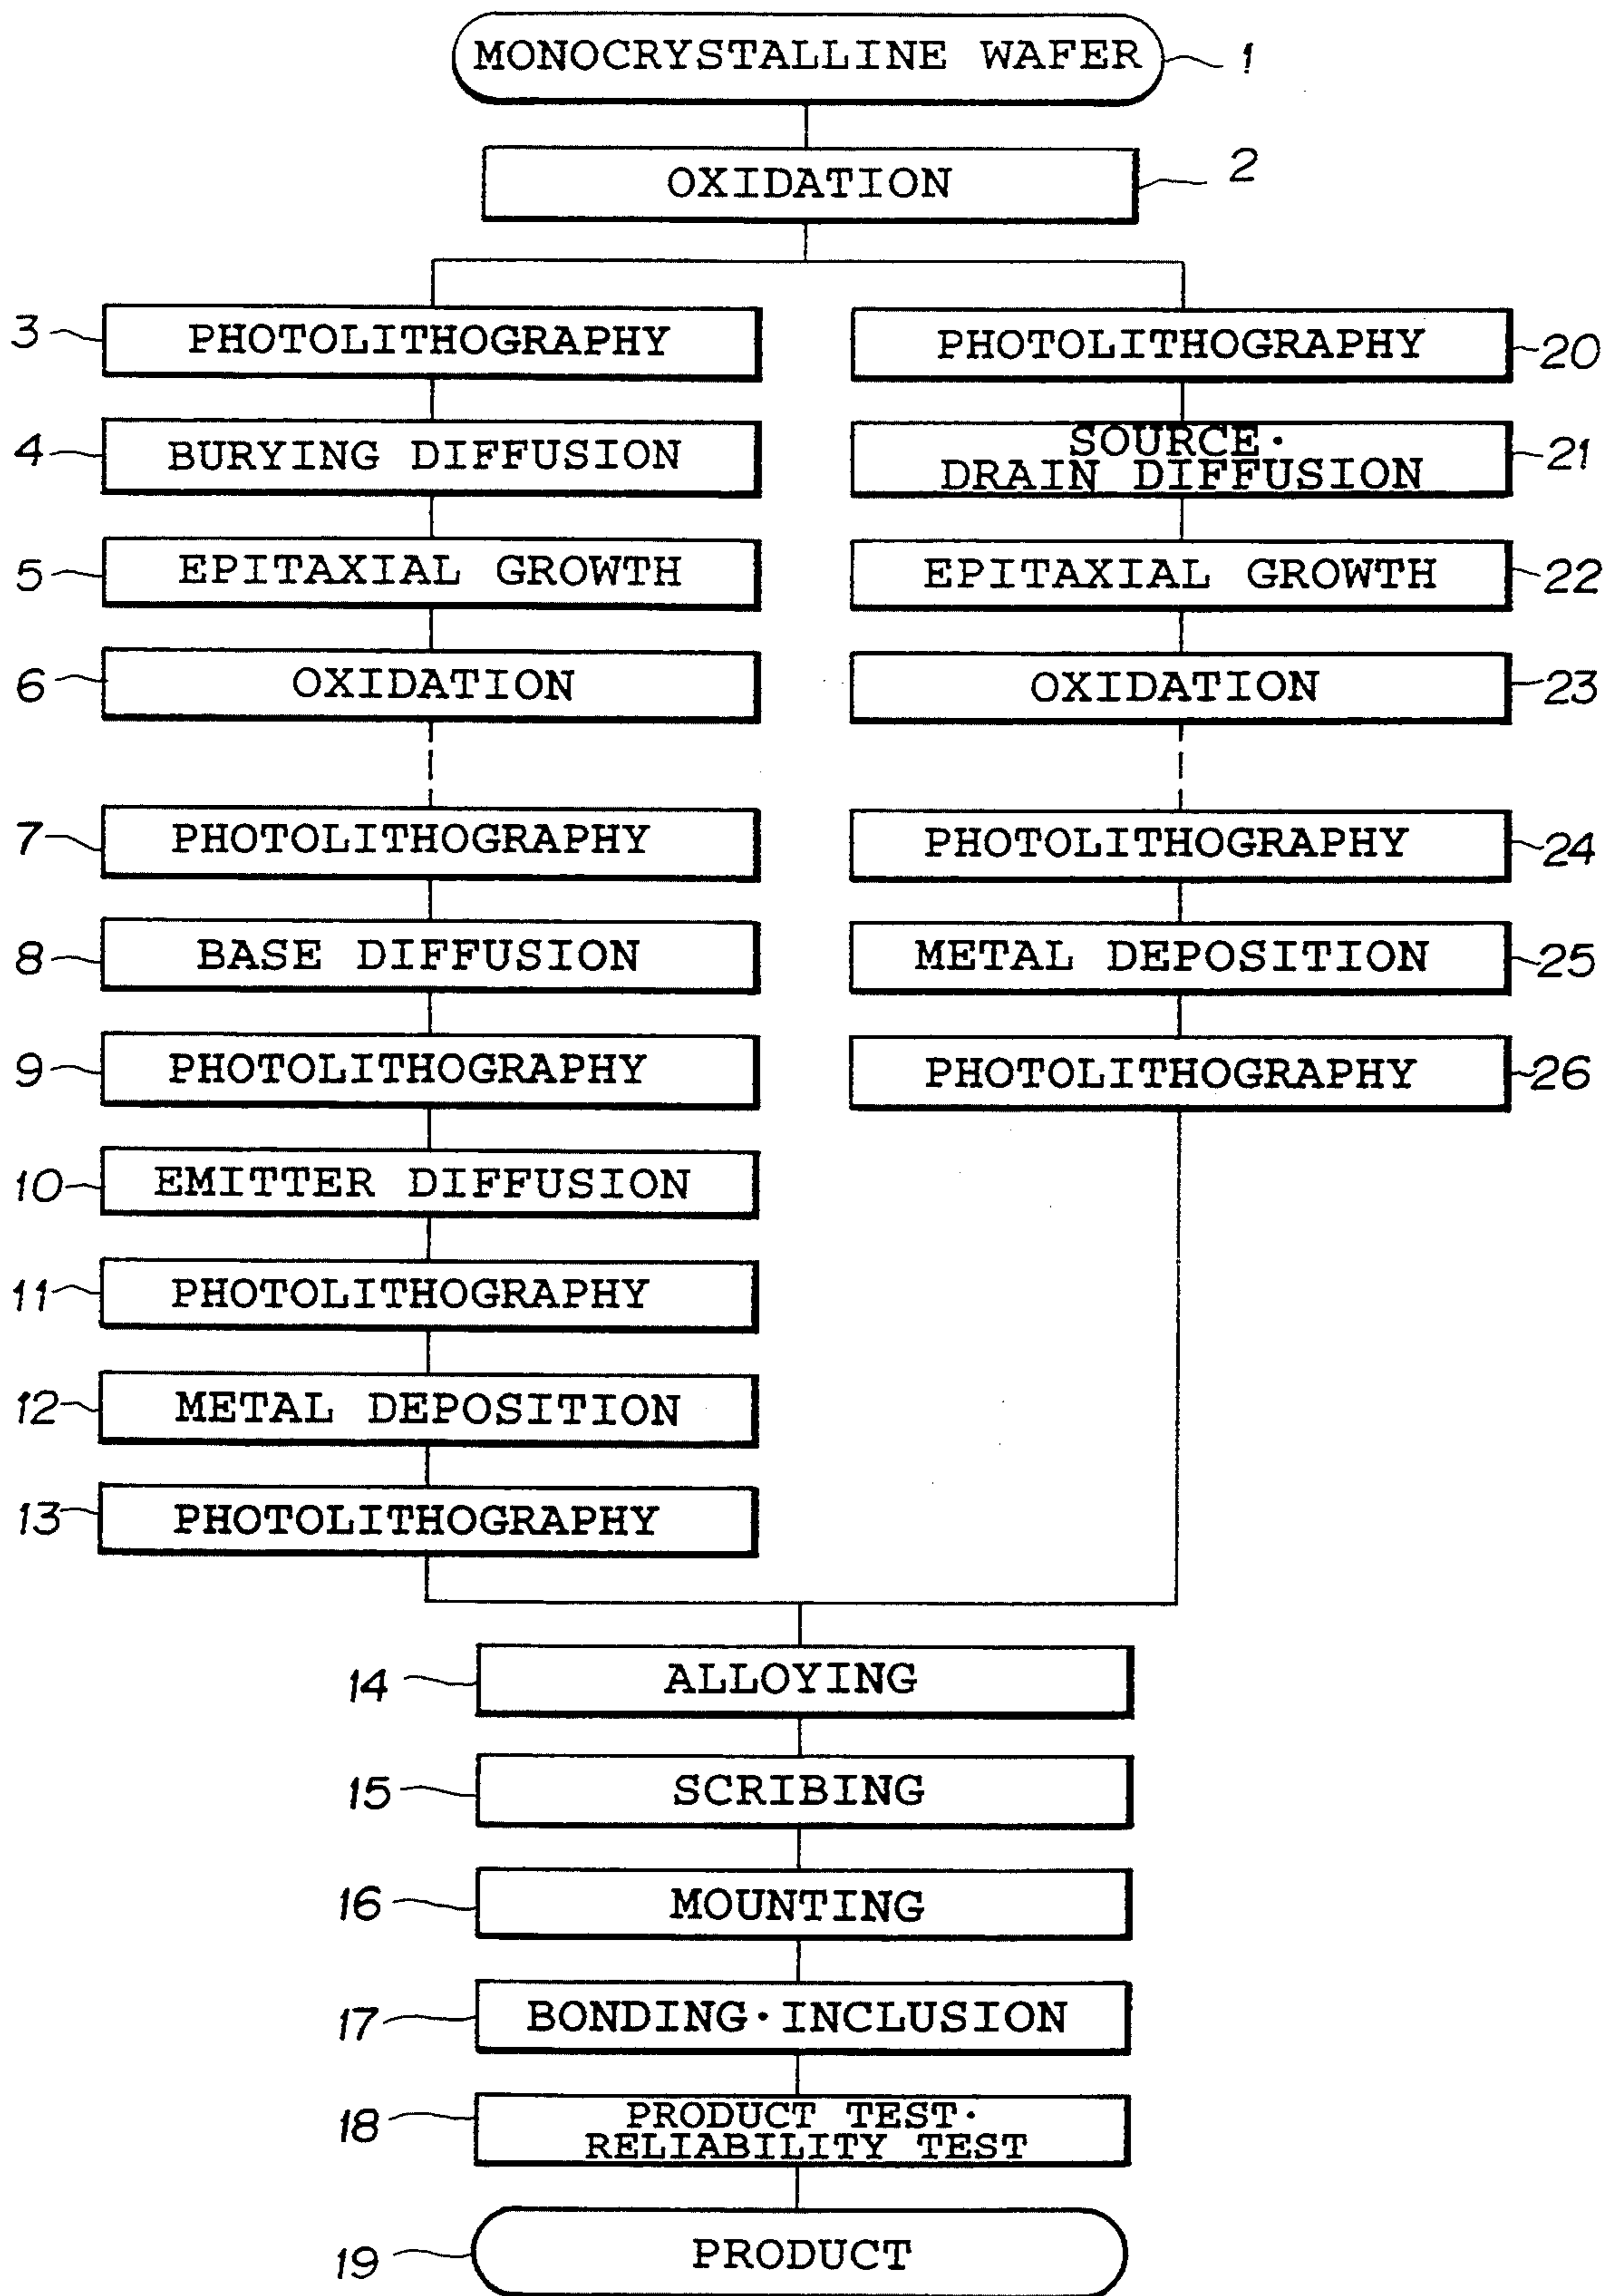 MONOCRYSTALLINE WAFER
1
OXIDATION
2
3
PHOTOLITHOGRAPHY
4
BURYING DIFFUSION
5
EPITAXIAL GROWTH
6
OXIDATION
7
PHOTOLITHOGRAPHY
8
BASE DIFFUSION
9
PHOTOLITHOGRAPHY
10
EMITTER DIFFUSION
11
PHOTOLITHOGRAPHY
12
METAL DEPOSITION
13
PHOTOLITHOGRAPHY
PHOTOLITHOGRAPHY
20
SOURCE·
DRAIN DIFFUSION
21
EPITAXIAL GROWTH
22
OXIDATION
23
PHOTOLITHOGRAPHY
24
METAL DEPOSITION
25
PHOTOLITHOGRAPHY
26
14
ALLOYING
15
SCRIBING
16
MOUNTING
17
BONDING·INCLUSION
18
PRODUCT TEST·
RELIABILITY TEST
19
PRODUCT